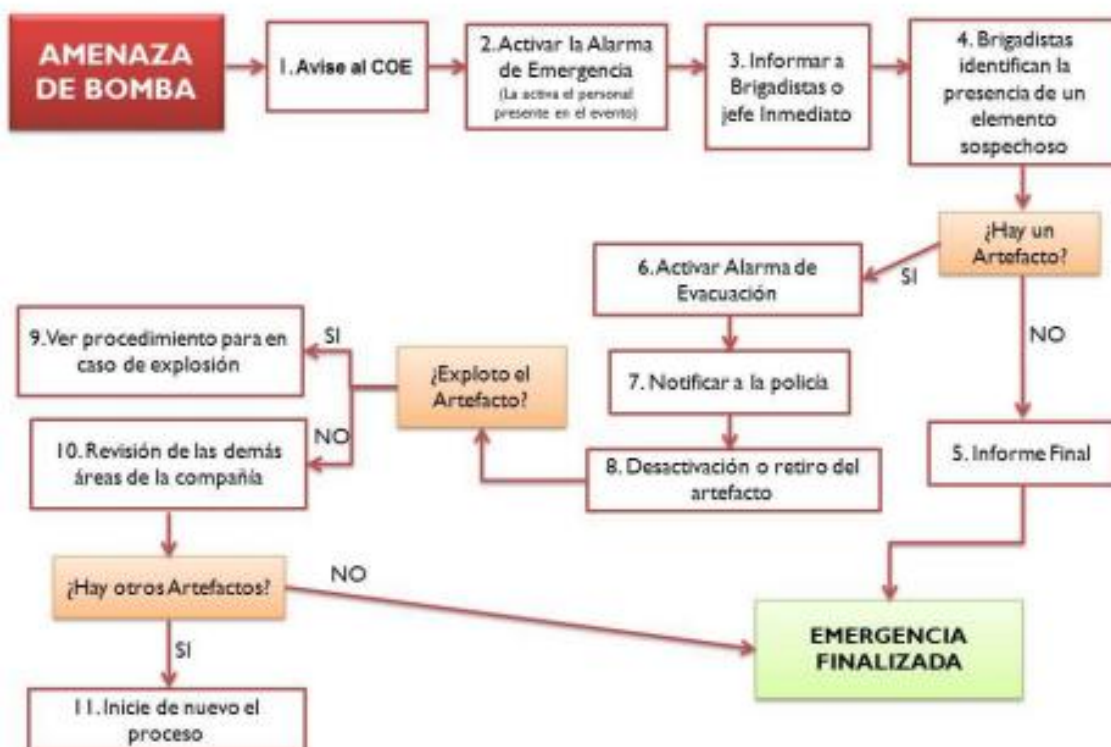 AMENAZA
DE BOMBA
1. Avise al COE
2. Activar la Alarma
de Emergencia
(La activa el personal
presente en el evento)
3. Informar a
Brigadistas o
jefe Inmediato
4. Brigadistas
identifican la
presencia de un
elemento
sospechoso
¿Hay un
Artefacto?
SI
NO
5. Informe Final
6. Activar Alarma de
Evacuación
7. Notificar a la policía
8. Desactivación o retiro del
artefacto
¿Exploto el
Artefacto?
SI
NO
9. Ver procedimiento para en
caso de explosión
10. Revisión de las demás
áreas de la compañía
¿Hay otros Artefactos?
NO
SI
11. Inicie de nuevo el
proceso
EMERGENCIA
FINALIZADA